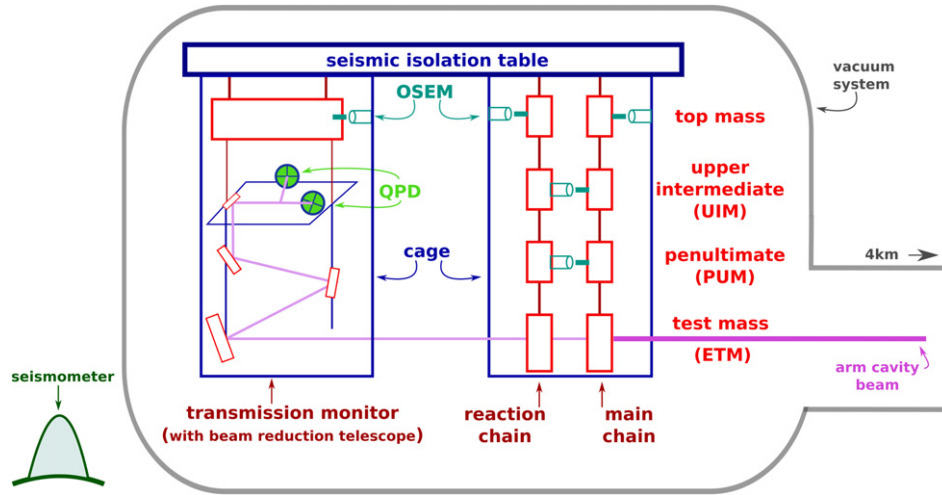 seismic isolation table
OSEM
vacuum
system
top mass
upper
intermediate
(UIM)
QPD
cage
penultimate
(PUM)
4km
test mass
(ETM)
arm cavity
beam
seismometer
transmission monitor
(with beam reduction telescope)
reaction
chain
main
chain